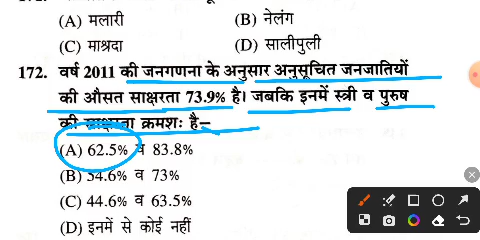 (A) मलारी (B) नेलंग
(C) माश्रदा (D) सालीपुली
172. वर्ष 2011 की जनगणना के अनुसार अनुसूचित जनजातियों
की औसत साक्षरता 73.9% है। जबकि इनमें स्त्री व पुरुष
की साक्षरता क्रमशः है–
(A) 62.5% व 83.8%
(B) 54.6% व 73%
(C) 44.6% व 63.5%
(D) इनमें से कोई नहीं